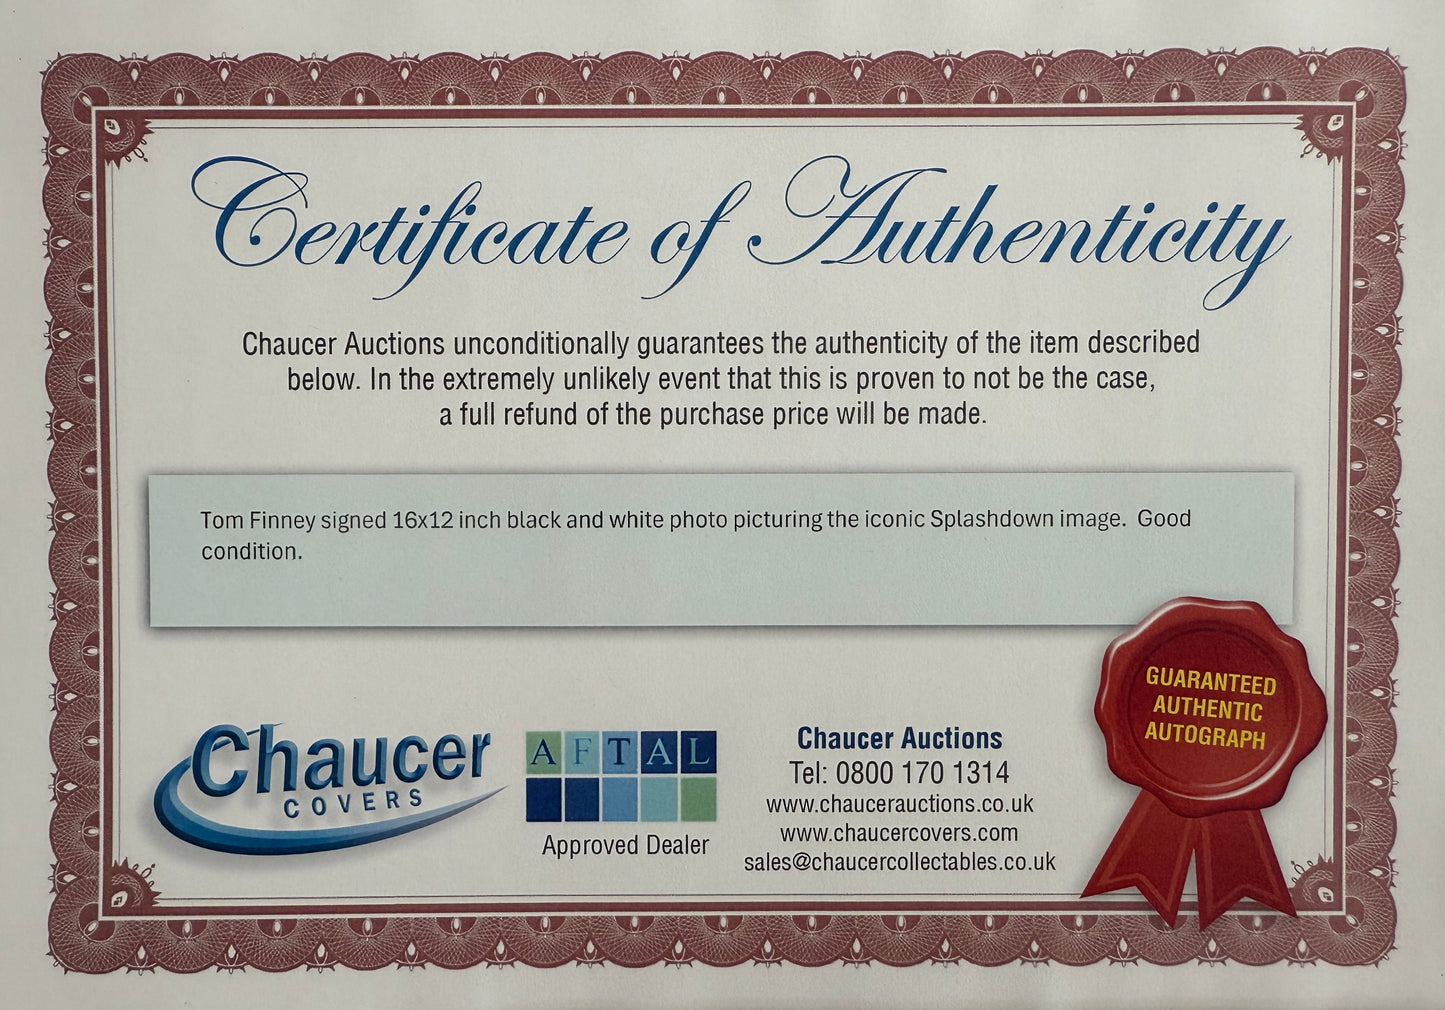 Certificate of Authenticity
Chaucer Auctions unconditionally guarantees the authenticity of the item described
below. In the extremely unlikely event that this is proven to not be the case,
a full refund of the purchase price will be made.
Tom Finney signed 16x12 inch black and white photo picturing the iconic Splashdown image.  Good
condition.
GUARANTEED
AUTHENTIC
AUTOGRAPH
Chaucer
COVERS
AFTAL
Approved Dealer
Chaucer Auctions
Tel: 0800 170 1314
www.chaucerauctions.co.uk
www.chaucercovers.com
sales@chaucercollectables.co.uk